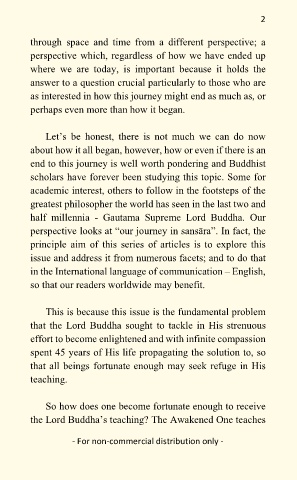 2
through space and time from a different perspective; a
perspective which, regardless of how we have ended up
where we are today, is important because it holds the
answer to a question crucial particularly to those who are
as interested in how this journey might end as much as, or
perhaps even more than how it began.
Let’s be honest, there is not much we can do now
about how it all began, however, how or even if there is an
end to this journey is well worth pondering and Buddhist
scholars have forever been studying this topic. Some for
academic interest, others to follow in the footsteps of the
greatest philosopher the world has seen in the last two and
half millennia - Gautama Supreme Lord Buddha. Our
perspective looks at “our journey in sansāra”. In fact, the
principle aim of this series of articles is to explore this
issue and address it from numerous facets; and to do that
in the International language of communication – English,
so that our readers worldwide may benefit.
This is because this issue is the fundamental problem
that the Lord Buddha sought to tackle in His strenuous
effort to become enlightened and with infinite compassion
spent 45 years of His life propagating the solution to, so
that all beings fortunate enough may seek refuge in His
teaching.
So how does one become fortunate enough to receive
the Lord Buddha’s teaching? The Awakened One teaches
- For non-commercial distribution only -